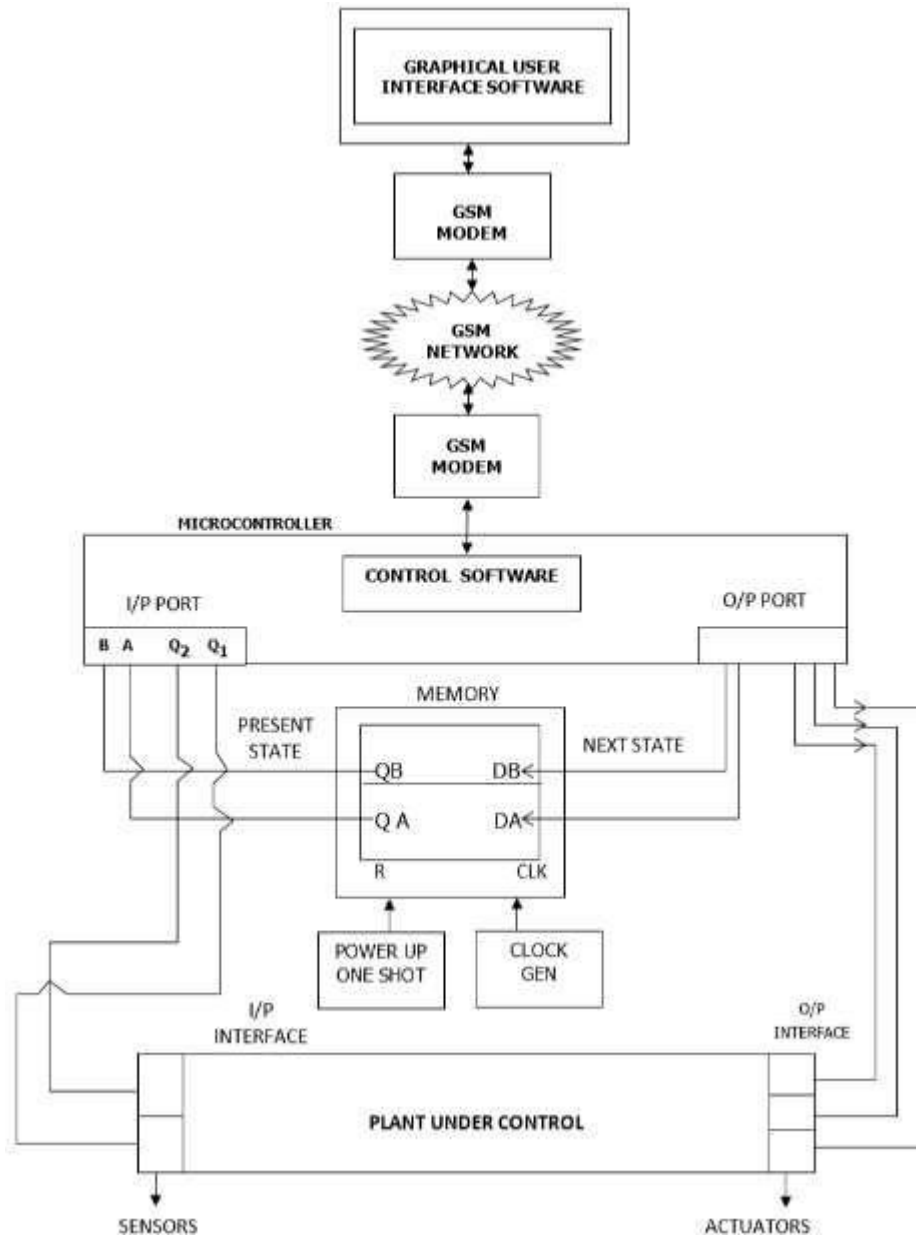 GRAPHICAL USER
INTERFACE SOFTWARE
GSM
MODEM
GSM
NETWORK
GSM
MODEM
MICROCONTROLLER
CONTROL SOFTWARE
I/P PORT
O/P PORT
B A Q2 Q1
MEMORY
PRESENT
STATE
NEXT STATE
QB DB
Q A DA
R CLK
POWER UP
ONE SHOT
CLOCK
GEN
I/P
INTERFACE
O/P
INTERFACE
PLANT UNDER CONTROL
SENSORS
ACTUATORS